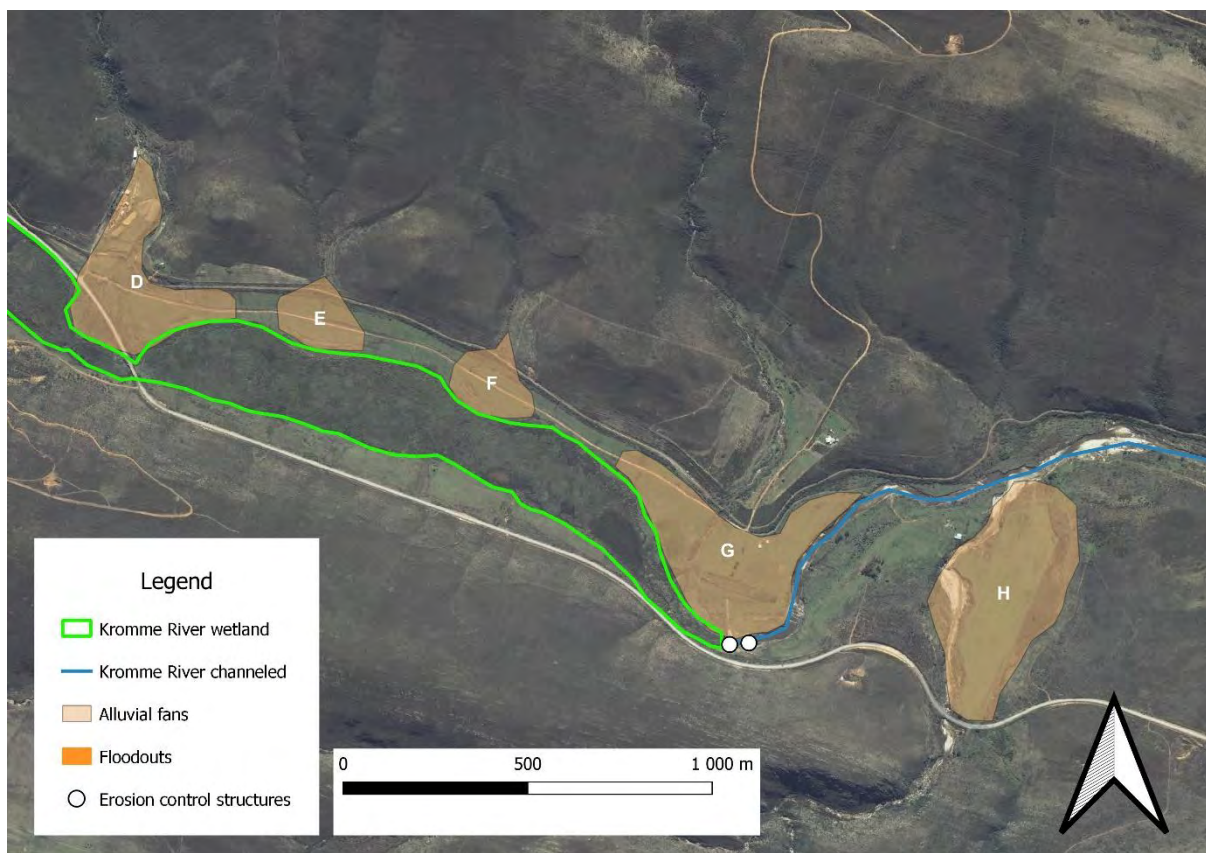 D
E
F
G
H
Legend
Kromme River wetland
Kromme River channeled
Alluvial fans
Floodouts
Erosion control structures
0 500 1 000 m